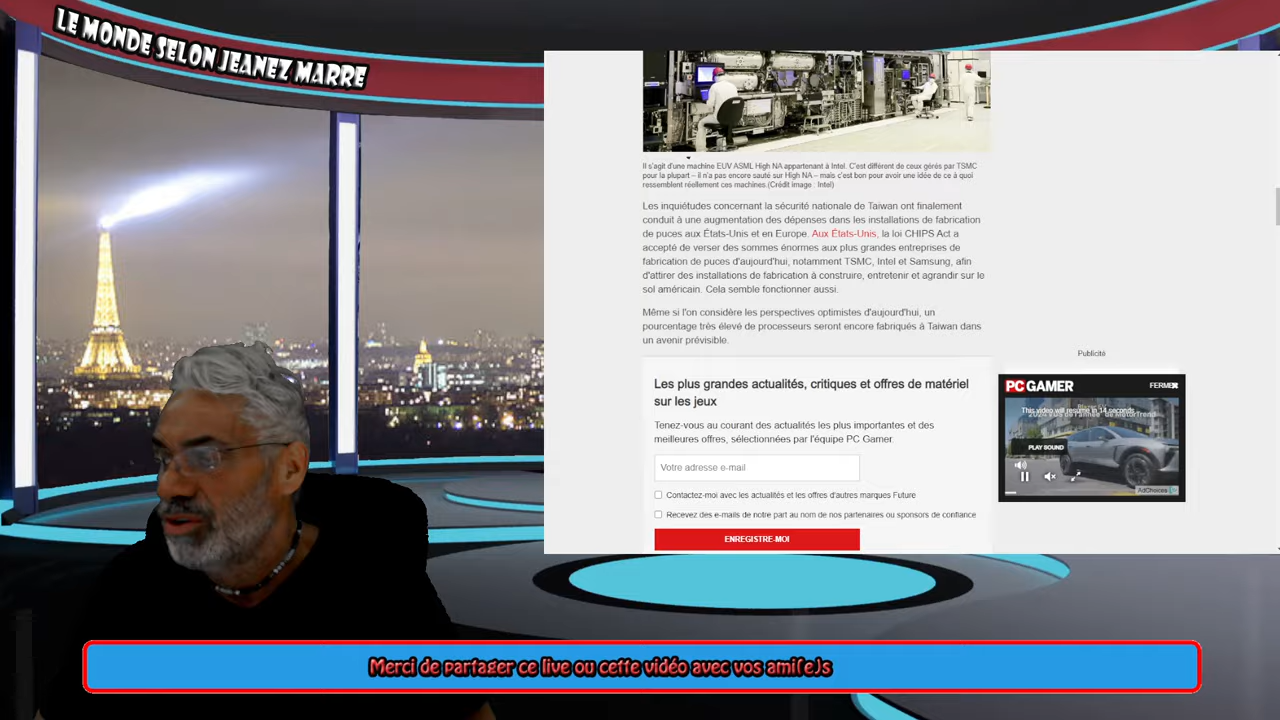 LE MONDE SELON JEANEZ MARRE
Il s'agit d'une machine EUV ASML High NA appartenant à Intel. C'est différent de ceux gérés par TSMC
pour la plupart – il n'a pas encore sauté sur High NA – mais c'est bon pour avoir une idée de ce à quoi
ressemblent réellement ces machines.(Crédit image : Intel)
Les inquiétudes concernant la sécurité nationale de Taiwan ont finalement
conduit à une augmentation des dépenses dans les installations de fabrication
de puces aux États-Unis et en Europe. Aux États-Unis, la loi CHIPS Act a
accepté de verser des sommes énormes aux plus grandes entreprises de
fabrication de puces d'aujourd'hui, notamment TSMC, Intel et Samsung, afin
d'attirer des installations de fabrication à construire, entretenir et agrandir sur le
sol américain. Cela semble fonctionner aussi.
Même si l'on considère les perspectives optimistes d'aujourd'hui, un
pourcentage très élevé de processeurs seront encore fabriqués à Taiwan dans
un avenir prévisible.
Publicité
Les plus grandes actualités, critiques et offres de matériel
sur les jeux
Tenez-vous au courant des actualités les plus importantes et des
meilleures offres, sélectionnées par l'équipe PC Gamer.
Votre adresse e-mail
Contactez-moi avec les actualités et les offres d'autres marques Future
Recevez des e-mails de notre part au nom de nos partenaires ou sponsors de confiance
ENREGISTRE-MOI
PC GAMER
This video will resume in 14 seconds
PLAY SOUND
AdChoices
Merci de partager ce live ou cette vidéo avec vos ami(e)s